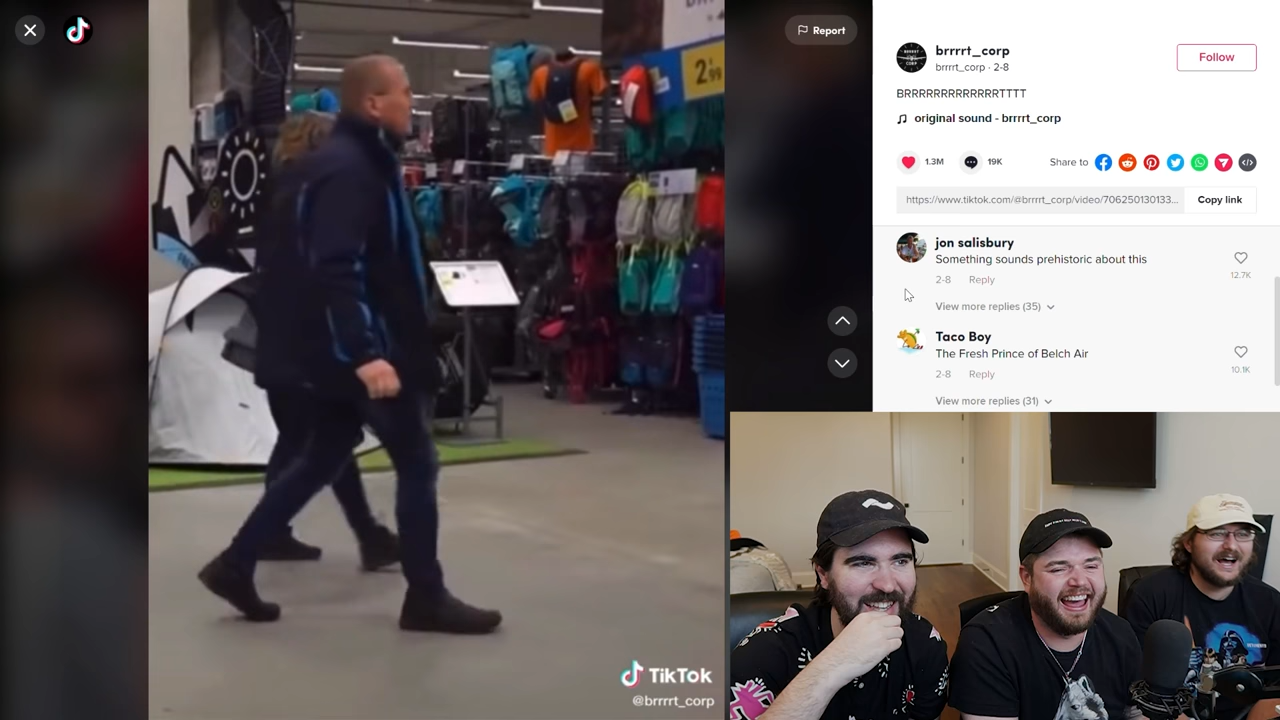 Report
2'99
brrrrt_corp
brrrrt_corp · 2-8
Follow
BRRRRRRRRRRRRRTTTT
original sound - brrrrt_corp
1.3M
19K
Share to
https://www.tiktok.com/@brrrrt_corp/video/706250130133...
Copy link
jon salisbury
Something sounds prehistoric about this
2-8 Reply
12.7K
View more replies (35)
Taco Boy
The Fresh Prince of Belch Air
2-8 Reply
10.1K
View more replies (31)
TikTok
@brrrrt_corp